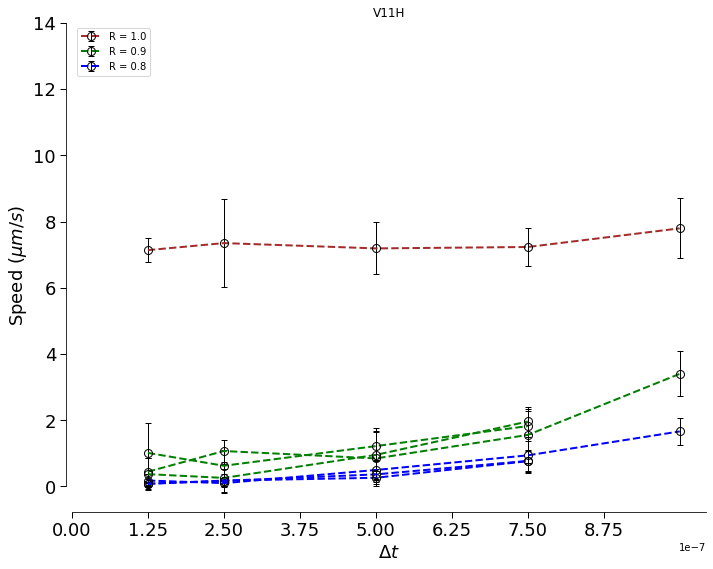 V11H
R = 1.0
R = 0.9
R = 0.8
Speed (μm/s)
14
12
10
8
6
4
2
0
0.00 1.25 2.50 3.75 5.00 6.25 7.50 8.75
1e−7
Δt